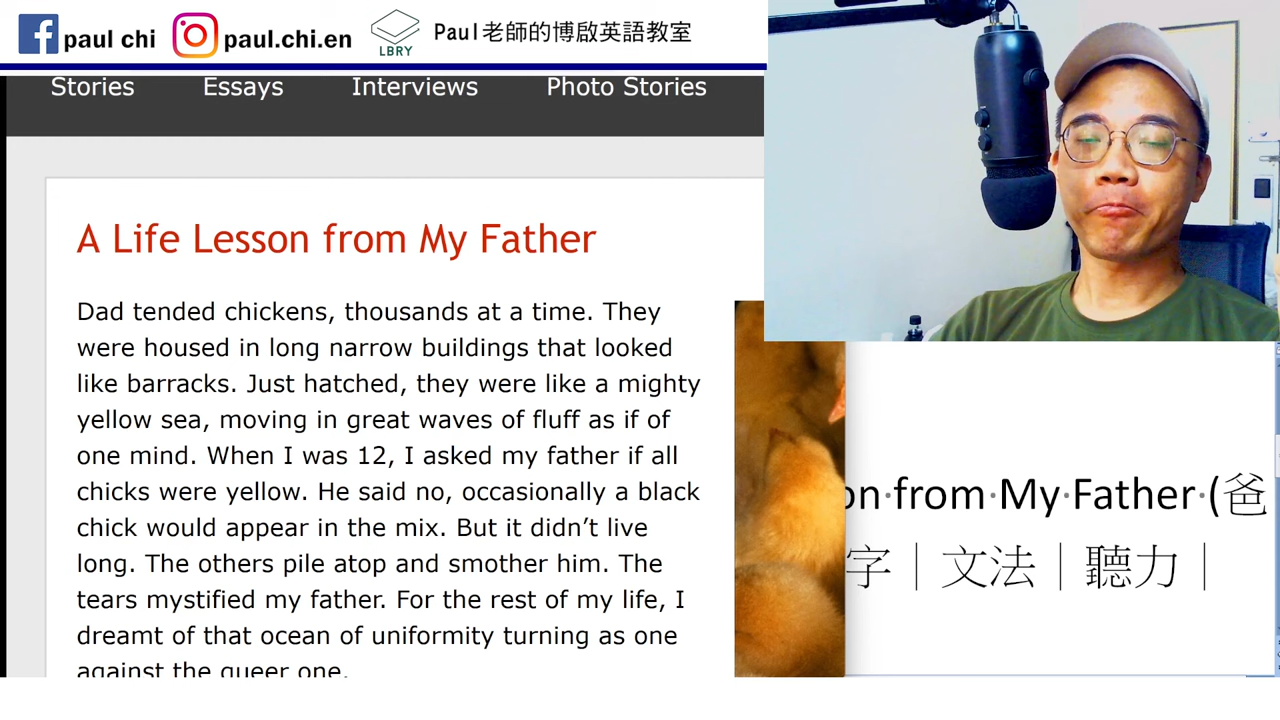 paul chi
paul.chi.en
LBRY
Paul老師的博啟英語教室
Stories
Essays
Interviews
Photo Stories
A Life Lesson from My Father
Dad tended chickens, thousands at a time. They
were housed in long narrow buildings that looked
like barracks. Just hatched, they were like a mighty
yellow sea, moving in great waves of fluff as if of
one mind. When I was 12, I asked my father if all
chicks were yellow. He said no, occasionally a black
chick would appear in the mix. But it didn't live
long. The others pile atop and smother him. The
tears mystified my father. For the rest of my life, I
dreamt of that ocean of uniformity turning as one
against the queer one.
on·from·My·Father·(爸
字｜文法｜聽力｜